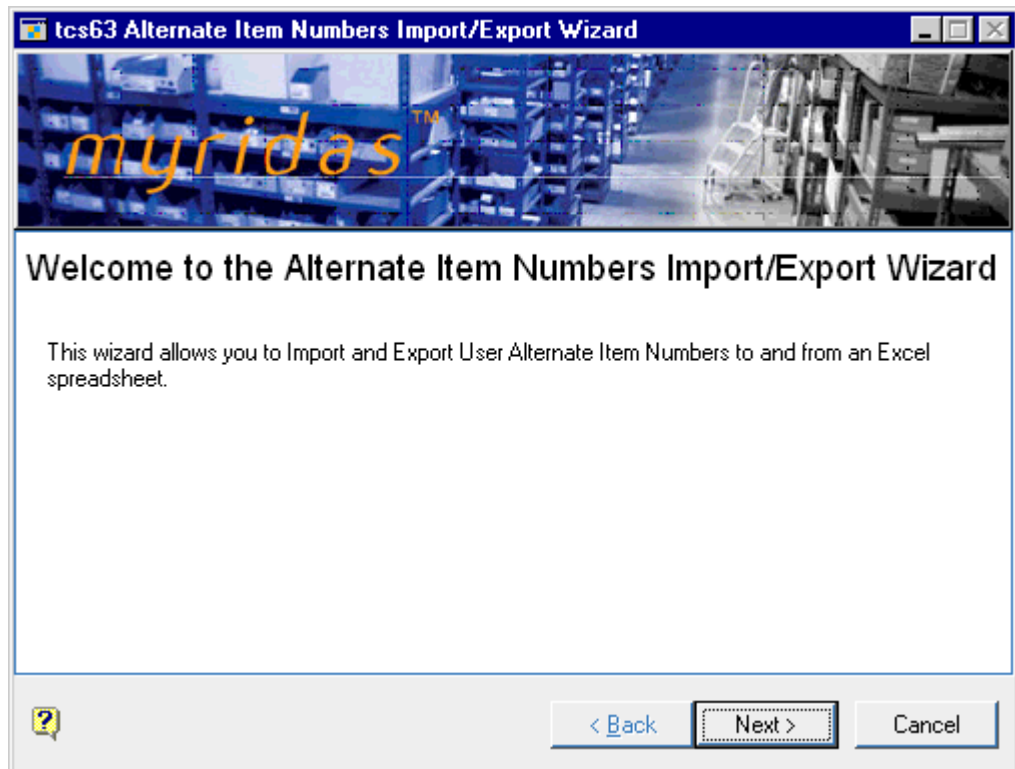 tcs63 Alternate Item Numbers Import/Export Wizard
myridas™
Welcome to the Alternate Item Numbers Import/Export Wizard
This wizard allows you to Import and Export User Alternate Item Numbers to and from an Excel
spreadsheet.
?
< Back Next > Cancel